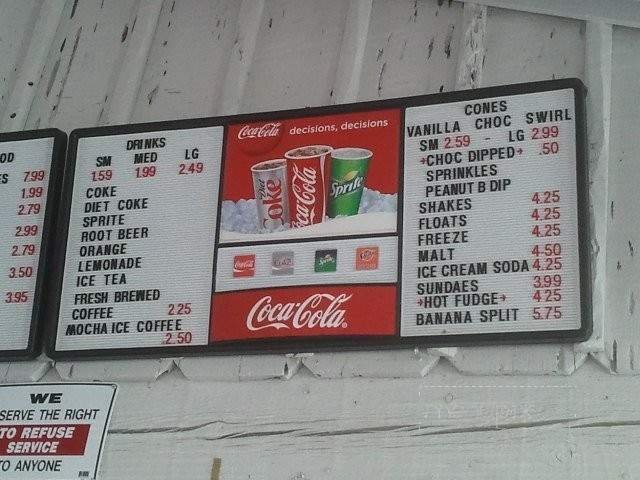 OD
7.99
1.99
2.79
2.99
2.79
3.50
3.95
DRINKS
SM MED LG
1.59 1.99 2.49
COKE
DIET COKE
SPRITE
ROOT BEER
ORANGE
LEMONADE
ICE TEA
FRESH BREWED
COFFEE 2.25
MOCHA ICE COFFEE
2.50
Coca-Cola decisions, decisions.
Diet Coke
Coca-Cola
Sprite
Coca-Cola
Sprite
Coca-Cola
CONES
VANILLA CHOC SWIRL
SM 2.59 - LG 2.99
+CHOC DIPPED+ .50
SPRINKLES
PEANUT B DIP
SHAKES 4.25
FLOATS 4.25
FREEZE 4.25
MALT 4.50
ICE CREAM SODA 4.25
SUNDAES 3.99
+HOT FUDGE+ 4.25
BANANA SPLIT 5.75
WE
SERVE THE RIGHT
TO REFUSE
SERVICE
TO ANYONE